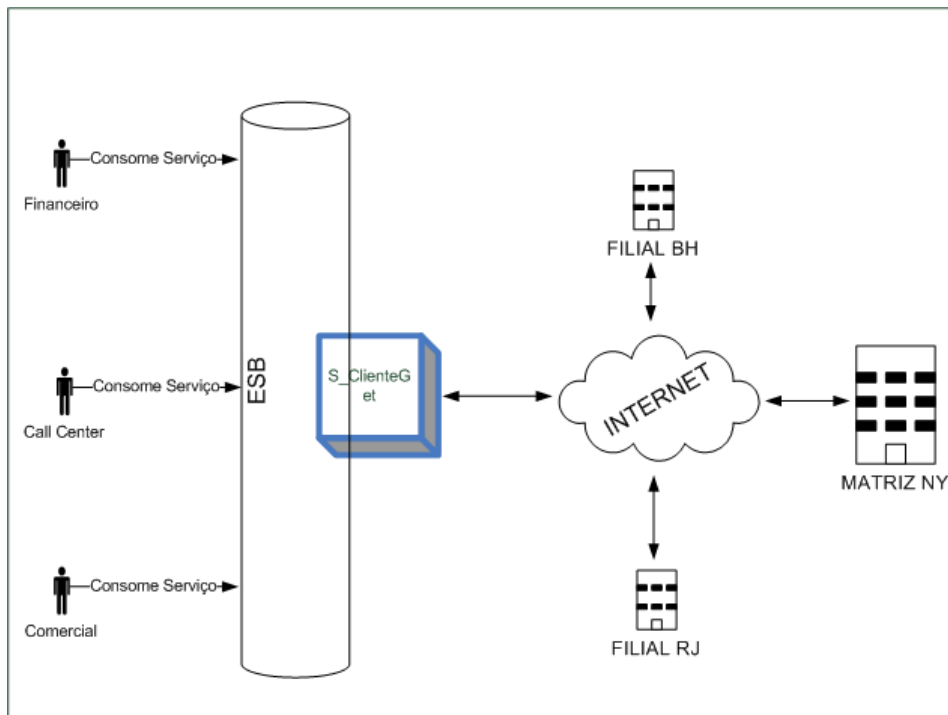 Consome Serviço
Financeiro
FILIAL BH
ESB
S_ClienteG
et
Consome Serviço
Call Center
INTERNET
MATRIZ NY
Consome Serviço
Comercial
FILIAL RJ